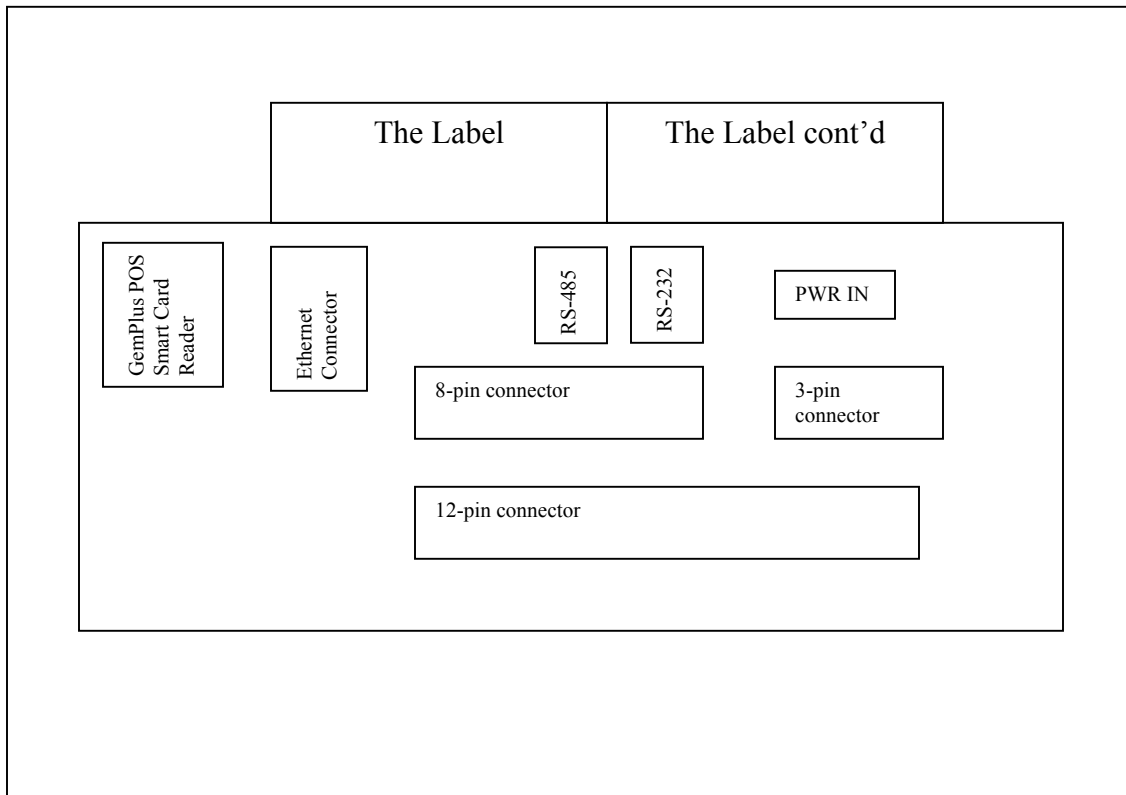 The Label
The Label cont’d
GemPlus POS
Smart Card
Reader
Ethernet
Connector
RS-485
RS-232
PWR IN
8-pin connector
3-pin
connector
12-pin connector